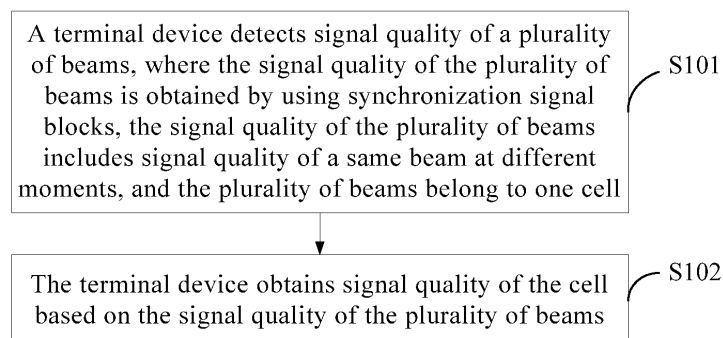 A terminal device detects signal quality of a plurality
of beams, where the signal quality of the plurality of
beams is obtained by using synchronization signal
blocks, the signal quality of the plurality of beams
includes signal quality of a same beam at different
moments, and the plurality of beams belong to one cell
S101
The terminal device obtains signal quality of the cell
based on the signal quality of the plurality of beams
S102